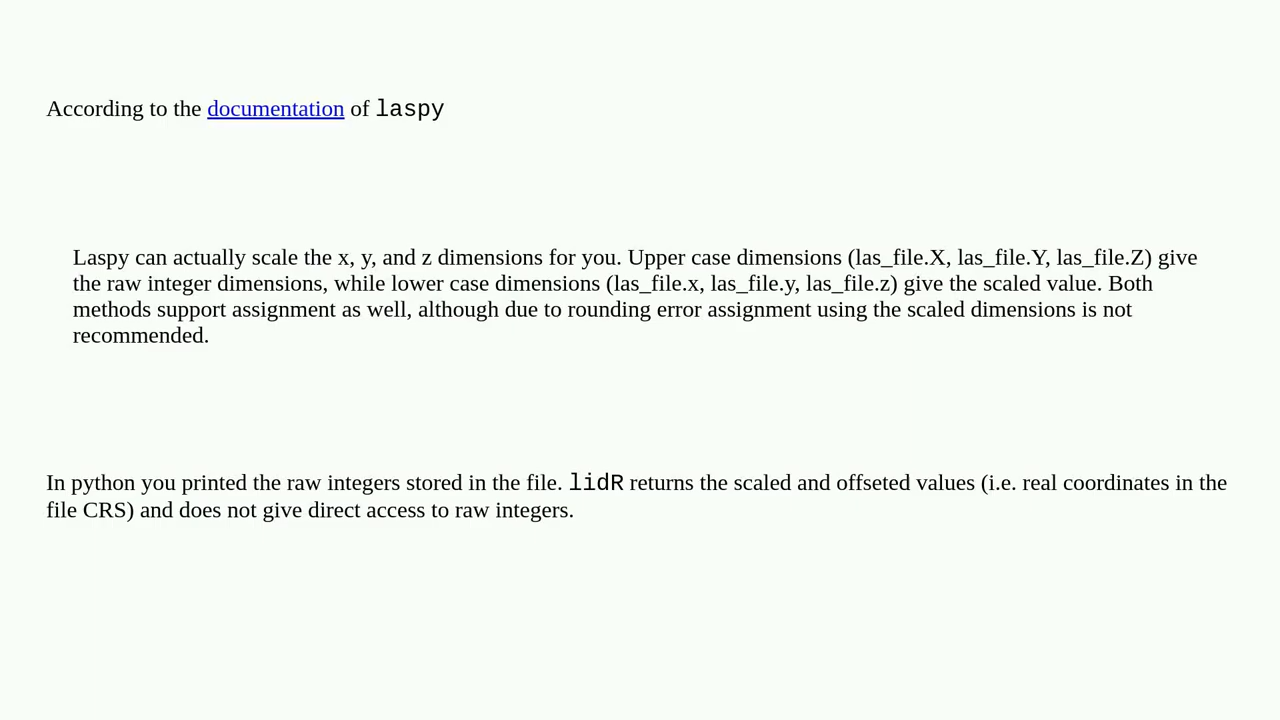 According to the documentation of laspy
Laspy can actually scale the x, y, and z dimensions for you. Upper case dimensions (las_file.X, las_file.Y, las_file.Z) give
the raw integer dimensions, while lower case dimensions (las_file.x, las_file.y, las_file.z) give the scaled value. Both
methods support assignment as well, although due to rounding error assignment using the scaled dimensions is not
recommended.
In python you printed the raw integers stored in the file. lidR returns the scaled and offseted values (i.e. real coordinates in the
file CRS) and does not give direct access to raw integers.